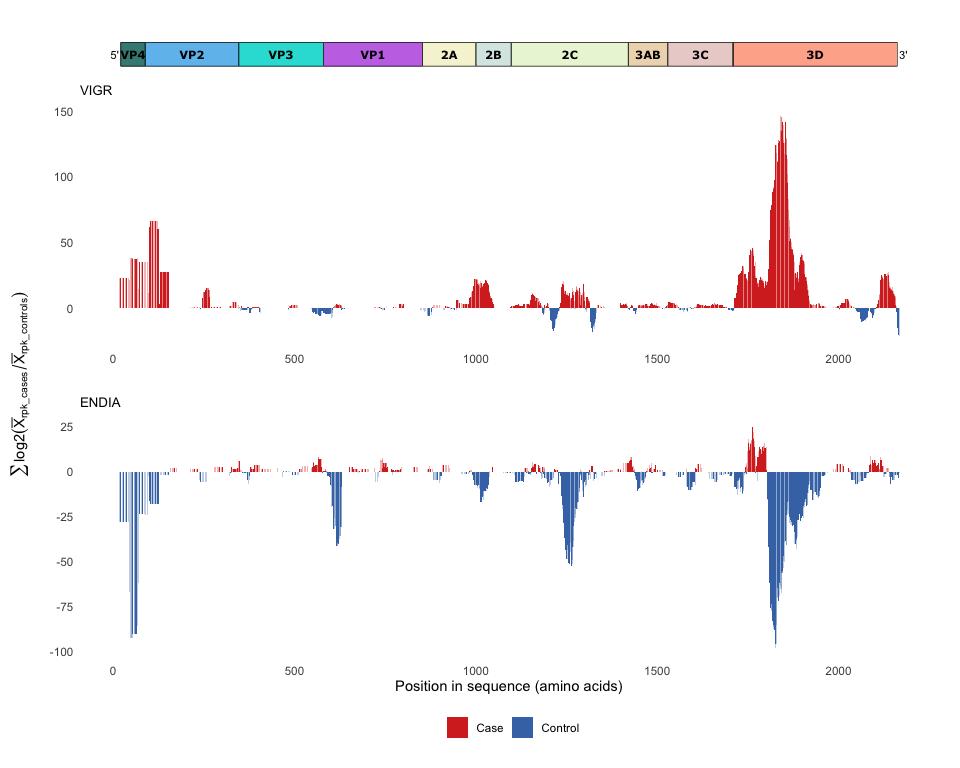 5' VP4 VP2 VP3 VP1 2A 2B 2C 3AB 3C 3D 3'
VIGR
150
100
50
0
0 500 1000 1500 2000
∑log2(X̅rpk_cases/X̅rpk_controls)
ENDIA
25
0
-25
-50
-75
-100
0 500 1000 1500 2000
Position in sequence (amino acids)
Case Control